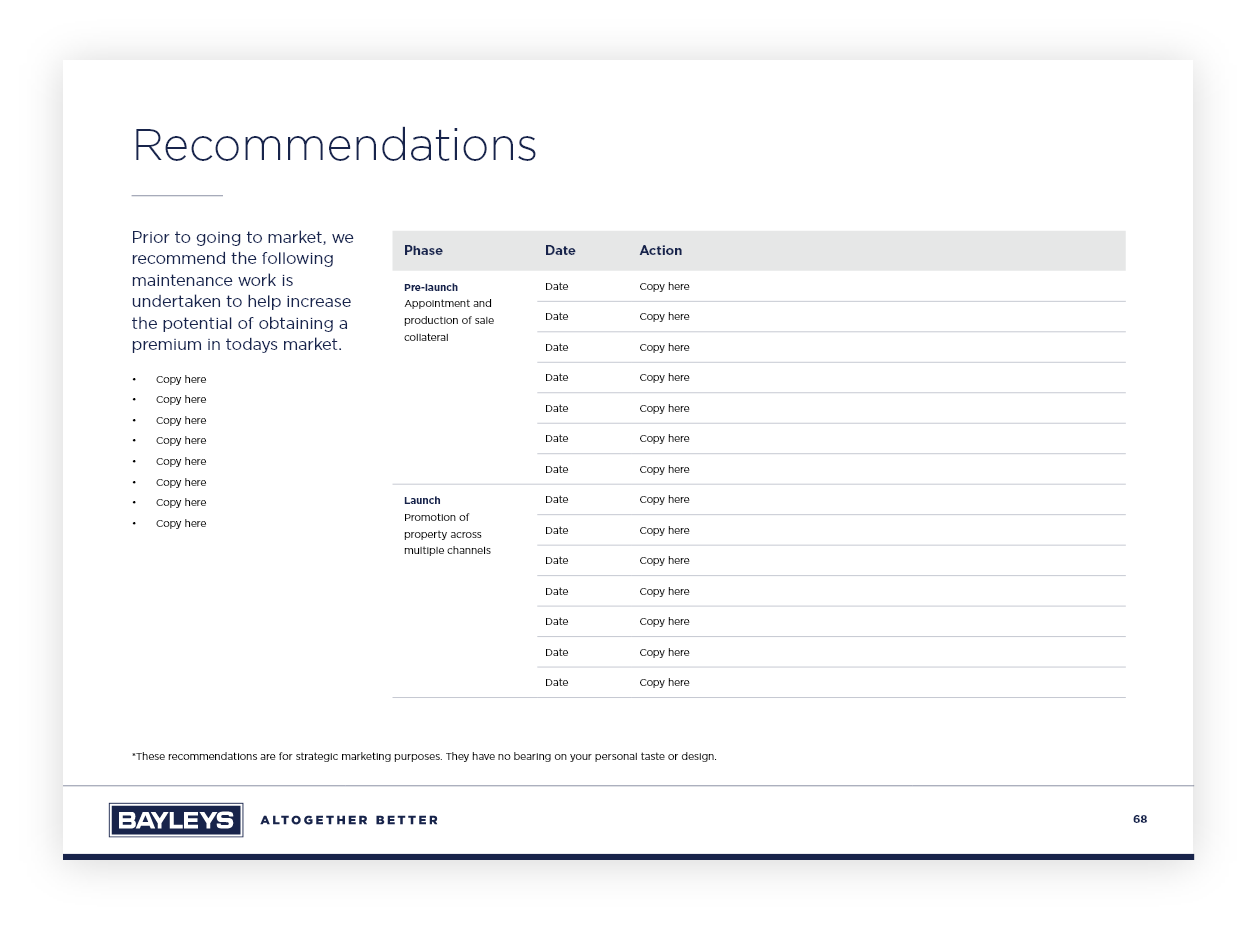 Recommendations
Prior to going to market, we
recommend the following
maintenance work is
undertaken to help increase
the potential of obtaining a
premium in todays market.
• Copy here
• Copy here
• Copy here
• Copy here
• Copy here
• Copy here
• Copy here
• Copy here
Phase Date Action
Pre-launch
Appointment and
production of sale
collateral
Date Copy here
Date Copy here
Date Copy here
Date Copy here
Date Copy here
Date Copy here
Date Copy here
Launch
Promotion of
property across
multiple channels
Date Copy here
Date Copy here
Date Copy here
Date Copy here
Date Copy here
Date Copy here
Date Copy here
*These recommendations are for strategic marketing purposes. They have no bearing on your personal taste or design.
BAYLEYS ALTOGETHER BETTER
68